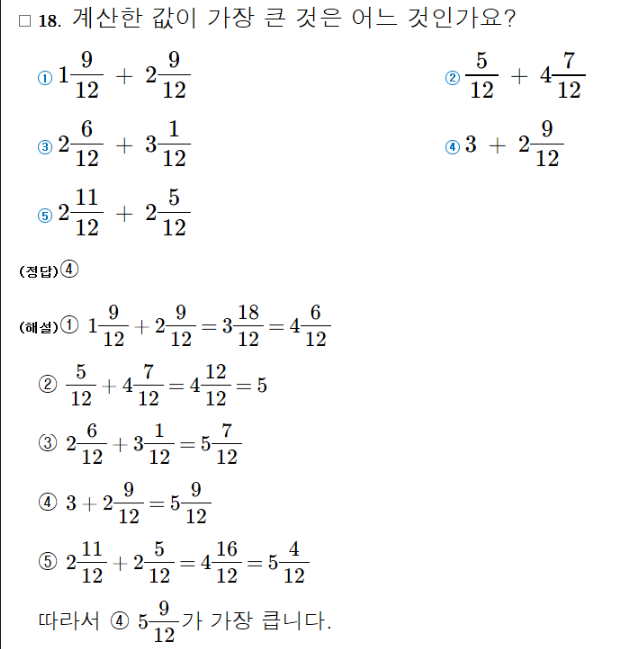 □ 18. 계산한 값이 가장 큰 것은 어느 것인가요?
① 1 9/12 + 2 9/12 ② 5/12 + 4 7/12
③ 2 6/12 + 3 1/12 ④ 3 + 2 9/12
⑤ 2 11/12 + 2 5/12
(정답)④
(해설)① 1 9/12 + 2 9/12 = 3 18/12 = 4 6/12
② 5/12 + 4 7/12 = 4 12/12 = 5
③ 2 6/12 + 3 1/12 = 5 7/12
④ 3 + 2 9/12 = 5 9/12
⑤ 2 11/12 + 2 5/12 = 4 16/12 = 5 4/12
따라서 ④ 5 9/12가 가장 큽니다.